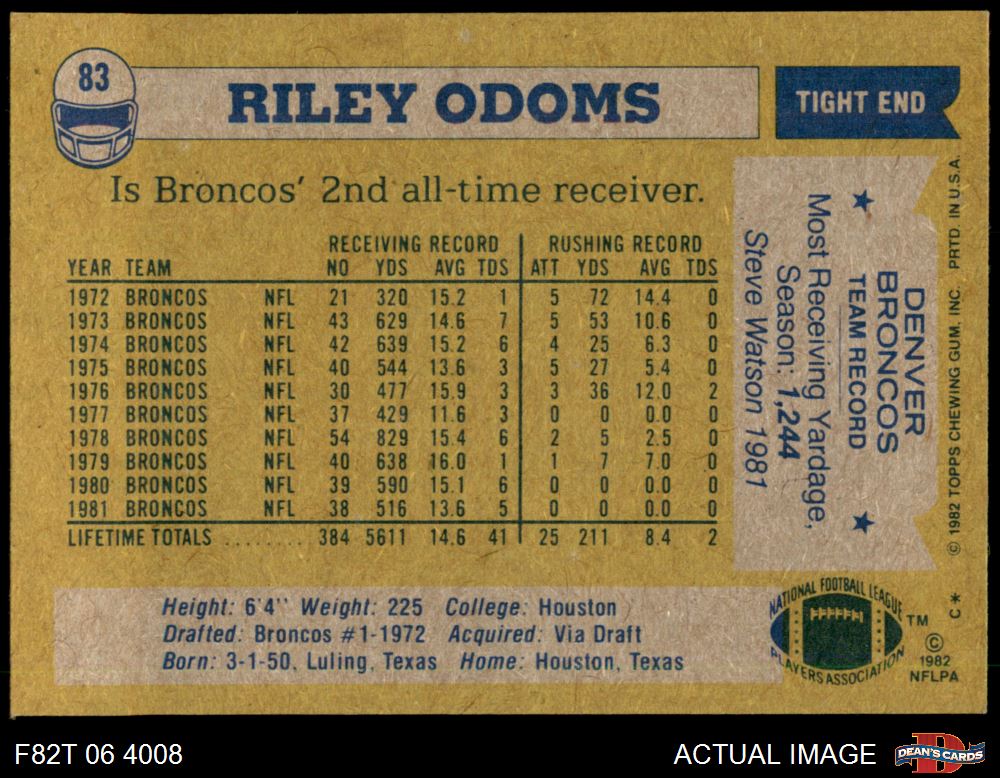 83
RILEY ODOMS
TIGHT END
Is Broncos' 2nd all-time receiver.
RECEIVING RECORD RUSHING RECORD
YEAR TEAM NO YDS AVG TDS ATT YDS AVG TDS
1972 BRONCOS NFL 21 320 15.2 1 5 72 14.4 0
1973 BRONCOS NFL 43 629 14.6 7 5 53 10.6 0
1974 BRONCOS NFL 42 639 15.2 6 4 25 6.3 0
1975 BRONCOS NFL 40 544 13.6 3 5 27 5.4 0
1976 BRONCOS NFL 30 477 15.9 3 3 36 12.0 2
1977 BRONCOS NFL 37 429 11.6 3 0 0 0.0 0
1978 BRONCOS NFL 54 829 15.4 6 2 5 2.5 0
1979 BRONCOS NFL 40 638 16.0 1 1 7 7.0 0
1980 BRONCOS NFL 39 590 15.1 6 0 0 0.0 0
1981 BRONCOS NFL 38 516 13.6 5 0 0 0.0 0
LIFETIME TOTALS ........ 384 5611 14.6 41 25 211 8.4 2
DENVER
BRONCOS
TEAM RECORD
Most Receiving Yardage,
Season: 1,244
Steve Watson 1981
© 1982 TOPPS CHEWING GUM, INC. PRTD. IN U.S.A.
C*
Height: 6'4" Weight: 225 College: Houston
Drafted: Broncos #1-1972 Acquired: Via Draft
Born: 3-1-50, Luling, Texas Home: Houston, Texas
NATIONAL FOOTBALL LEAGUE
PLAYERS ASSOCIATION
TM
©
1982
NFLPA
F82T 06 4008
ACTUAL IMAGE
DEAN'S CARDS